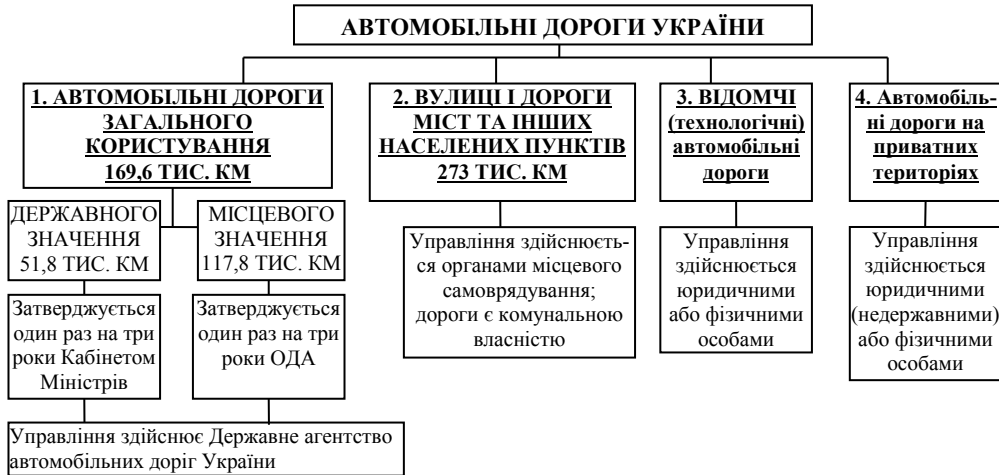 АВТОМОБІЛЬНІ ДОРОГИ УКРАЇНИ
1. АВТОМОБІЛЬНІ ДОРОГИ
ЗАГАЛЬНОГО
КОРИСТУВАННЯ
169,6 ТИС. КМ
2. ВУЛИЦІ І ДОРОГИ
МІСТ ТА ІНШИХ
НАСЕЛЕНИХ ПУНКТІВ
273 ТИС. КМ
3. ВІДОМЧІ
(технологічні)
автомобільні
дороги
4. Автомобіль-
ні дороги на
приватних
територіях
ДЕРЖАВНОГО
ЗНАЧЕННЯ
51,8 ТИС. КМ
МІСЦЕВОГО
ЗНАЧЕННЯ
117,8 ТИС. КМ
Управління здійснюєть-
ся органами місцевого
самоврядування;
дороги є комунальною
власністю
Управління
здійснюється
юридичними
або фізичними
особами
Управління
здійснюється
юридичними
(недержавними)
або фізичними
особами
Затверджується
один раз на три
роки Кабінетом
Міністрів
Затверджується
один раз на три
роки ОДА
Управління здійснює Державне агентство
автомобільних доріг України